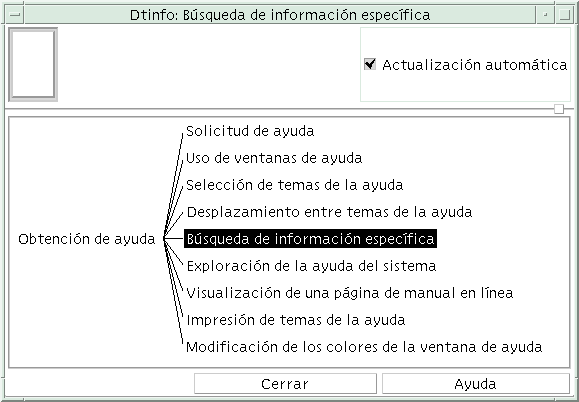 Dtinfo: Búsqueda de información específica
Actualización automática
Solicitud de ayuda
Uso de ventanas de ayuda
Selección de temas de la ayuda
Desplazamiento entre temas de la ayuda
Obtención de ayuda
Búsqueda de información específica
Exploración de la ayuda del sistema
Visualización de una página de manual en línea
Impresión de temas de la ayuda
Modificación de los colores de la ventana de ayuda
Cerrar
Ayuda